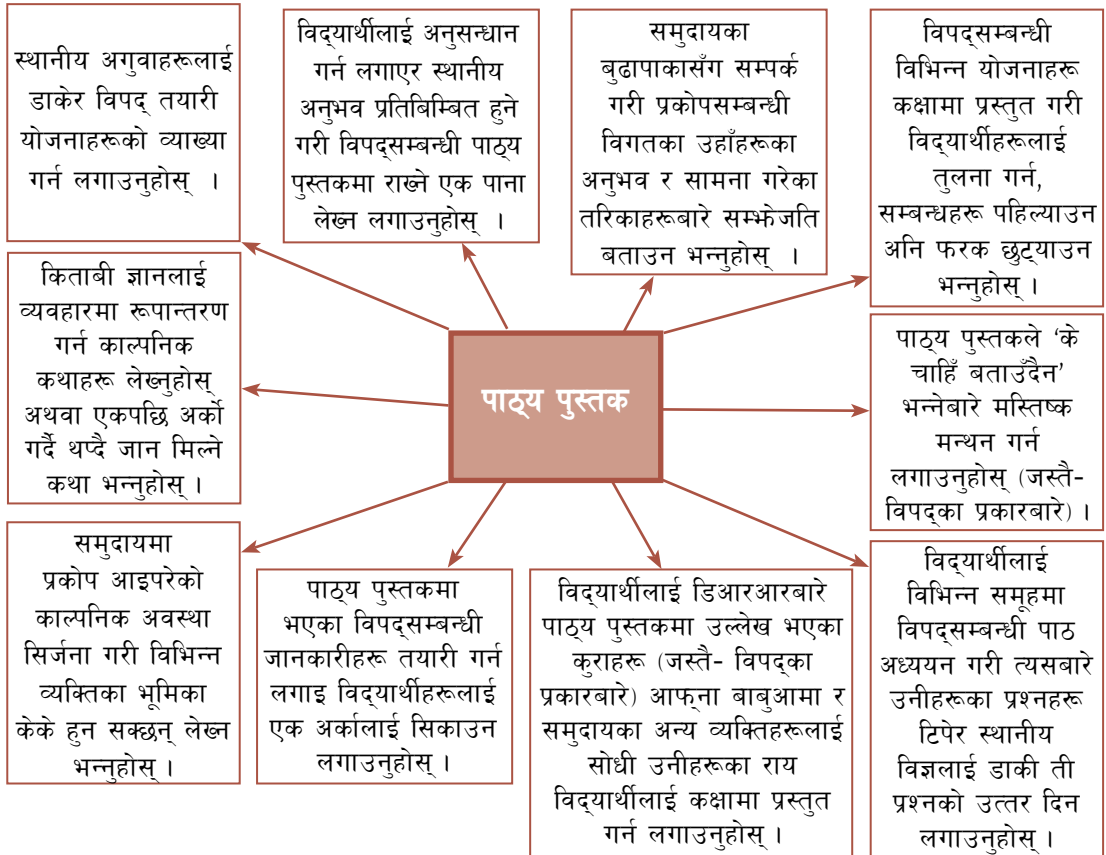 स्थानीय अगुवाहरूलाई
डाकेर विपद् तयारी
योजनाहरूको व्याख्या
गर्न लगाउनुहोस् ।
विद्यार्थीलाई अनुसन्धान
गर्न लगाएर स्थानीय
अनुभव प्रतिबिम्बित हुने
गरी विपद्सम्बन्धी पाठ्य
पुस्तकमा राख्ने एक पाना
लेख्न लगाउनुहोस् ।
समुदायका
बुढापाकासँग सम्पर्क
गरी प्रकोपसम्बन्धी
विगतका उहाँहरूका
अनुभव र सामना गरेका
तरिकाहरूबारे सम्झेजति
बताउन भन्नुहोस् ।
विपद्सम्बन्धी
विभिन्न योजनाहरू
कक्षामा प्रस्तुत गरी
विद्यार्थीहरूलाई
तुलना गर्न,
सम्बन्धहरू पहिल्याउन
अनि फरक छुट्याउन
भन्नुहोस् ।
किताबी ज्ञानलाई
व्यवहारमा रूपान्तरण
गर्न काल्पनिक
कथाहरू लेख्नुहोस्
अथवा एकपछि अर्को
गर्दै थप्दै जान मिल्ने
कथा भन्नुहोस् ।
पाठ्य पुस्तक
पाठ्य पुस्तकले ‘के
चाहिँ बताउँदैन’
भन्नेबारे मस्तिष्क
मन्थन गर्न
लगाउनुहोस् (जस्तै-
विपद्का प्रकारबारे) ।
समुदायमा
प्रकोप आइपरेको
काल्पनिक अवस्था
सिर्जना गरी विभिन्न
व्यक्तिका भूमिका
केके हुन सक्छन् लेख्न
भन्नुहोस् ।
पाठ्य पुस्तकमा
भएका विपद्सम्बन्धी
जानकारीहरू तयारी गर्न
लगाइ विद्यार्थीहरूलाई
एक अर्कालाई सिकाउन
लगाउनुहोस् ।
विद्यार्थीलाई डिआरआरबारे
पाठ्य पुस्तकमा उल्लेख भएका
कुराहरू (जस्तै- विपद्का
प्रकारबारे) आफ्ना बाबुआमा र
समुदायका अन्य व्यक्तिहरूलाई
सोधी उनीहरूका राय
विद्यार्थीलाई कक्षामा प्रस्तुत
गर्न लगाउनुहोस् ।
विद्यार्थीलाई
विभिन्न समूहमा
विपद्सम्बन्धी पाठ
अध्ययन गरी त्यसबारे
उनीहरूका प्रश्नहरू
टिपेर स्थानीय
विज्ञलाई डाकी ती
प्रश्नको उत्तर दिन
लगाउनुहोस् ।